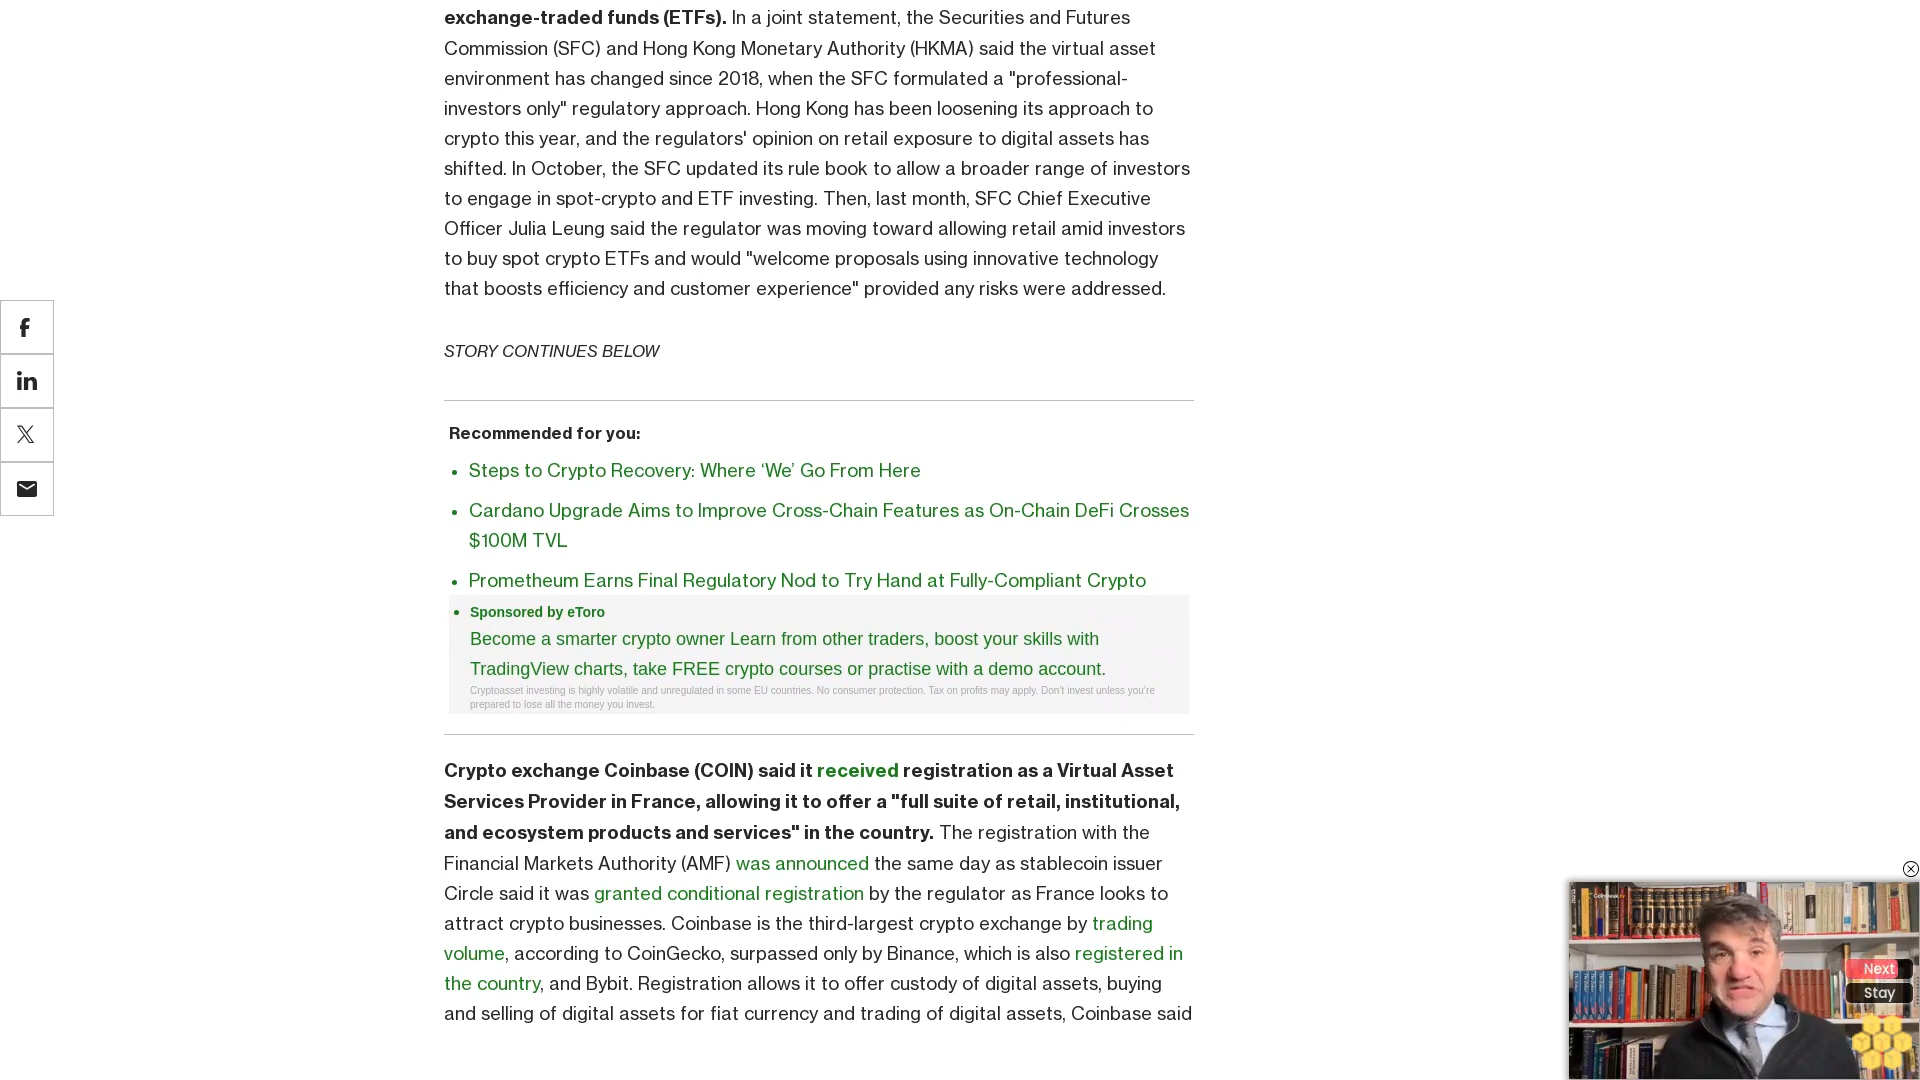 exchange-traded funds (ETFs). In a joint statement, the Securities and Futures
Commission (SFC) and Hong Kong Monetary Authority (HKMA) said the virtual asset
environment has changed since 2018, when the SFC formulated a "professional-
investors only" regulatory approach. Hong Kong has been loosening its approach to
crypto this year, and the regulators' opinion on retail exposure to digital assets has
shifted. In October, the SFC updated its rule book to allow a broader range of investors
to engage in spot-crypto and ETF investing. Then, last month, SFC Chief Executive
Officer Julia Leung said the regulator was moving toward allowing retail amid investors
to buy spot crypto ETFs and would "welcome proposals using innovative technology
that boosts efficiency and customer experience" provided any risks were addressed.
STORY CONTINUES BELOW
Recommended for you:
Steps to Crypto Recovery: Where ‘We’ Go From Here
Cardano Upgrade Aims to Improve Cross-Chain Features as On-Chain DeFi Crosses
$100M TVL
Prometheum Earns Final Regulatory Nod to Try Hand at Fully-Compliant Crypto
Sponsored by eToro
Become a smarter crypto owner Learn from other traders, boost your skills with
TradingView charts, take FREE crypto courses or practise with a demo account.
Cryptoasset investing is highly volatile and unregulated in some EU countries. No consumer protection. Tax on profits may apply. Don’t invest unless you’re
prepared to lose all the money you invest.
Crypto exchange Coinbase (COIN) said it received registration as a Virtual Asset
Services Provider in France, allowing it to offer a "full suite of retail, institutional,
and ecosystem products and services" in the country. The registration with the
Financial Markets Authority (AMF) was announced the same day as stablecoin issuer
Circle said it was granted conditional registration by the regulator as France looks to
attract crypto businesses. Coinbase is the third-largest crypto exchange by trading
volume, according to CoinGecko, surpassed only by Binance, which is also registered in
the country, and Bybit. Registration allows it to offer custody of digital assets, buying
and selling of digital assets for fiat currency and trading of digital assets, Coinbase said
Next
Stay